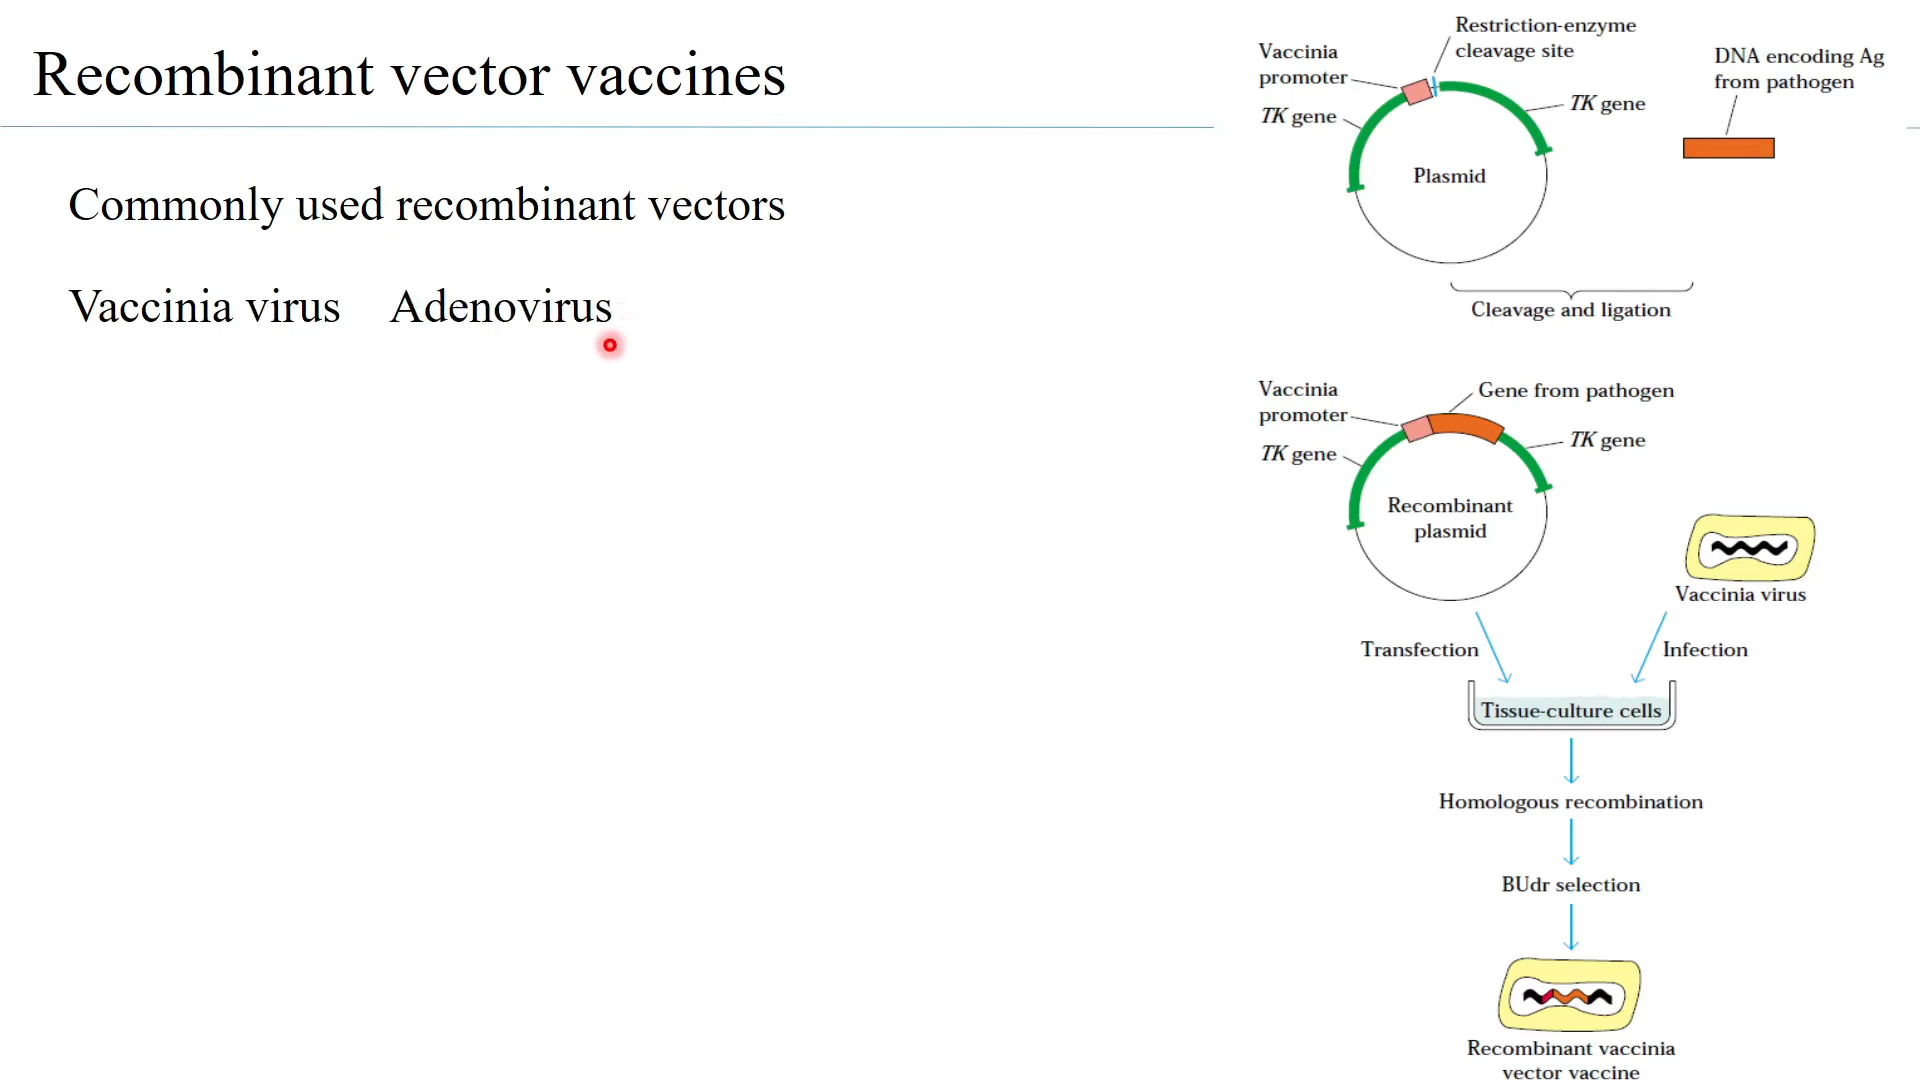 Recombinant vector vaccines
Commonly used recombinant vectors
Vaccinia virus Adenovirus
Restriction-enzyme
cleavage site
Vaccinia
promoter
TK gene
TK gene
DNA encoding Ag
from pathogen
Plasmid
Cleavage and ligation
Vaccinia
promoter
Gene from pathogen
TK gene
TK gene
Recombinant
plasmid
Vaccinia virus
Transfection
Infection
Tissue-culture cells
Homologous recombination
BUdr selection
Recombinant vaccinia
vector vaccine